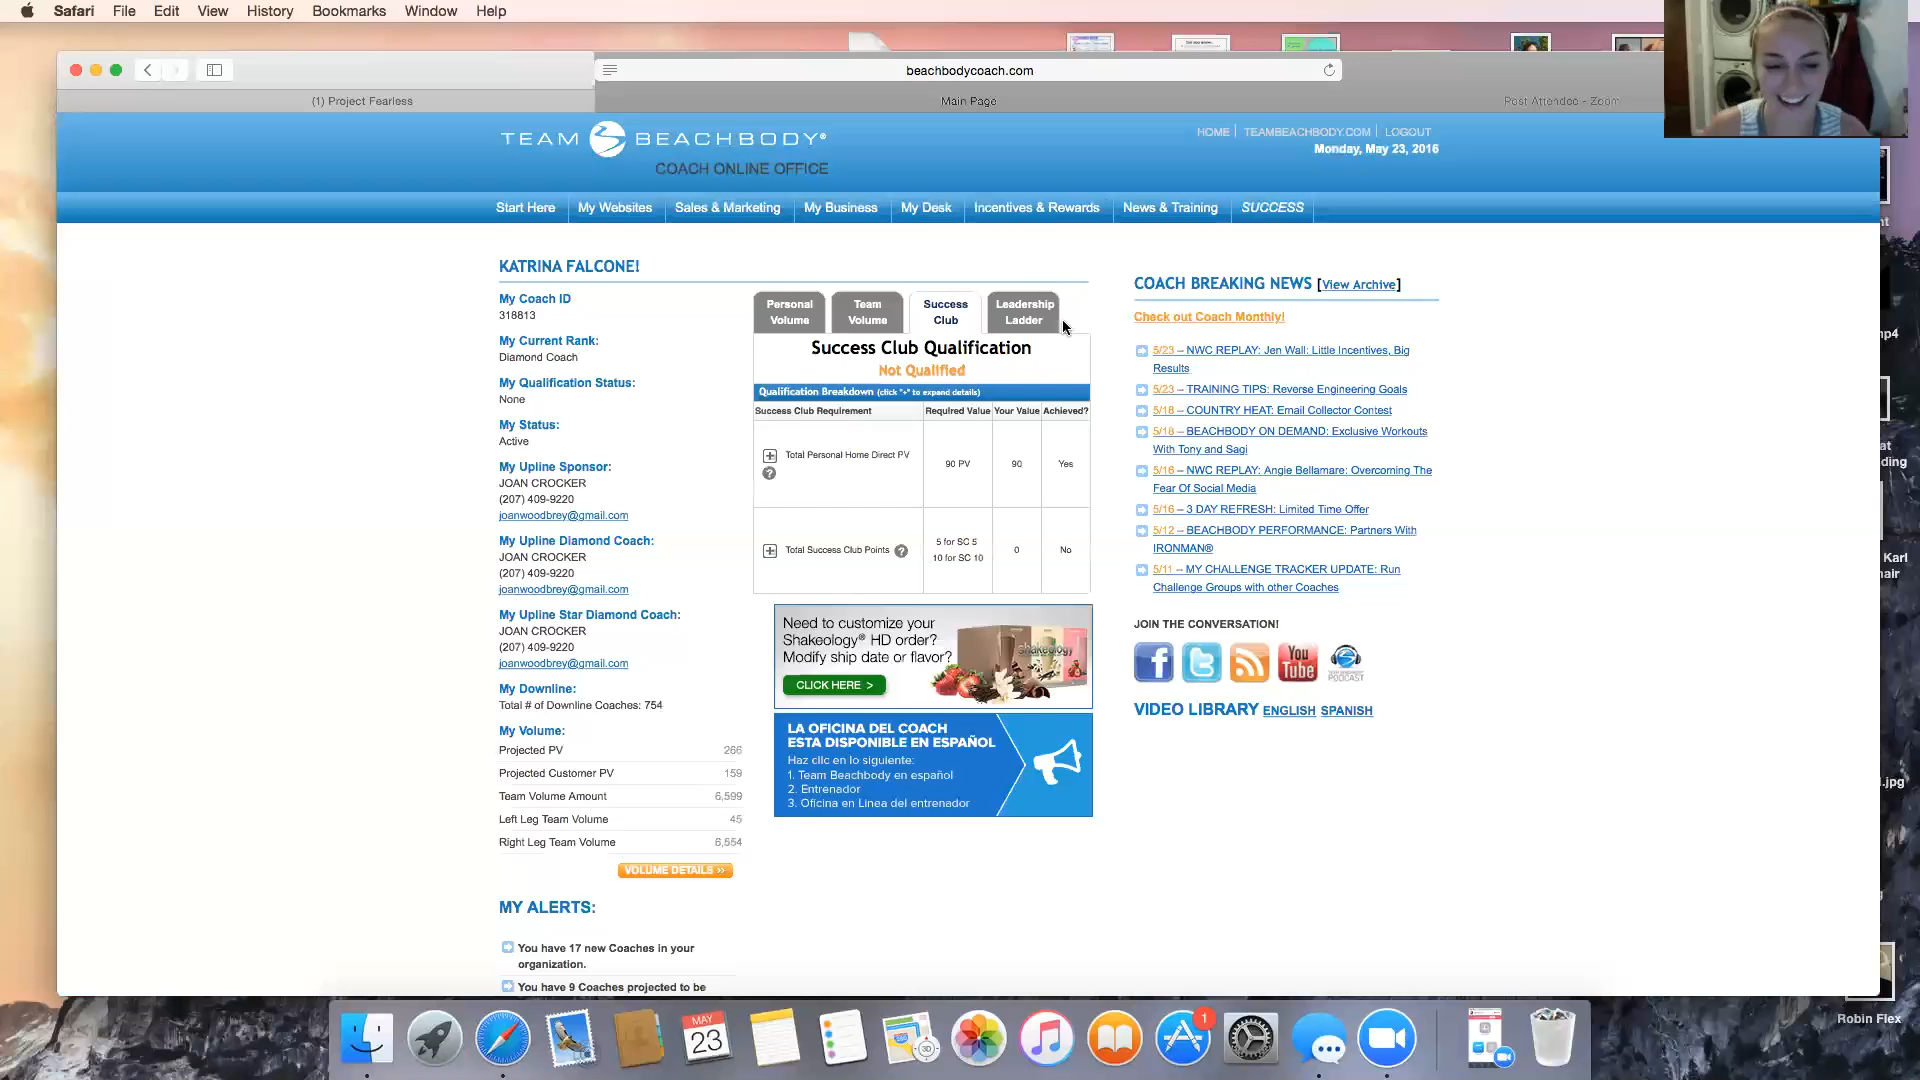 Safari File Edit View History Bookmarks Window Help
beachbodycoach.com
(1) Project Fearless
Main Page
Post Attendee - Zoom
TEAM BEACHBODY®
COACH ONLINE OFFICE
HOME TEAMBEACHBODY.COM LOGOUT
Monday, May 23, 2016
Start Here My Websites Sales & Marketing My Business My Desk Incentives & Rewards News & Training SUCCESS
KATRINA FALCONE!
My Coach ID
318813
My Current Rank:
Diamond Coach
My Qualification Status:
None
My Status:
Active
My Upline Sponsor:
JOAN CROCKER
(207) 409-9220
joanwoodbrey@gmail.com
My Upline Diamond Coach:
JOAN CROCKER
(207) 409-9220
joanwoodbrey@gmail.com
My Upline Star Diamond Coach:
JOAN CROCKER
(207) 409-9220
joanwoodbrey@gmail.com
My Downline:
Total # of Downline Coaches: 754
My Volume:
Projected PV 266
Projected Customer PV 159
Team Volume Amount 6,599
Left Leg Team Volume 45
Right Leg Team Volume 6,554
VOLUME DETAILS »
MY ALERTS:
You have 17 new Coaches in your
organization.
You have 9 Coaches projected to be
Personal Volume
Team Volume
Success Club
Leadership Ladder
Success Club Qualification
Not Qualified
Qualification Breakdown (click "+" to expand details)
Success Club Requirement Required Value Your Value Achieved?
Total Personal Home Direct PV 90 PV 90 Yes
?
Total Success Club Points ? 5 for SC 5 0 No
10 for SC 10
Need to customize your
Shakeology® HD order?
Modify ship date or flavor?
CLICK HERE >
shakeology
LA OFICINA DEL COACH
ESTA DISPONIBLE EN ESPAÑOL
Haz clic en lo siguiente:
1. Team Beachbody en español
2. Entrenador
3. Oficina en Linea del entrenador
COACH BREAKING NEWS [View Archive]
Check out Coach Monthly!
5/23 – NWC REPLAY: Jen Wall: Little Incentives, Big
Results
5/23 – TRAINING TIPS: Reverse Engineering Goals
5/18 – COUNTRY HEAT: Email Collector Contest
5/18 – BEACHBODY ON DEMAND: Exclusive Workouts
With Tony and Sagi
5/16 – NWC REPLAY: Angie Bellamare: Overcoming The
Fear Of Social Media
5/16 – 3 DAY REFRESH: Limited Time Offer
5/12 – BEACHBODY PERFORMANCE: Partners With
IRONMAN®
5/11 – MY CHALLENGE TRACKER UPDATE: Run
Challenge Groups with other Coaches
JOIN THE CONVERSATION!
You
Tube
PODCAST
VIDEO LIBRARY ENGLISH SPANISH
Karl
.jpg
Robin Flex
MAY
23
1